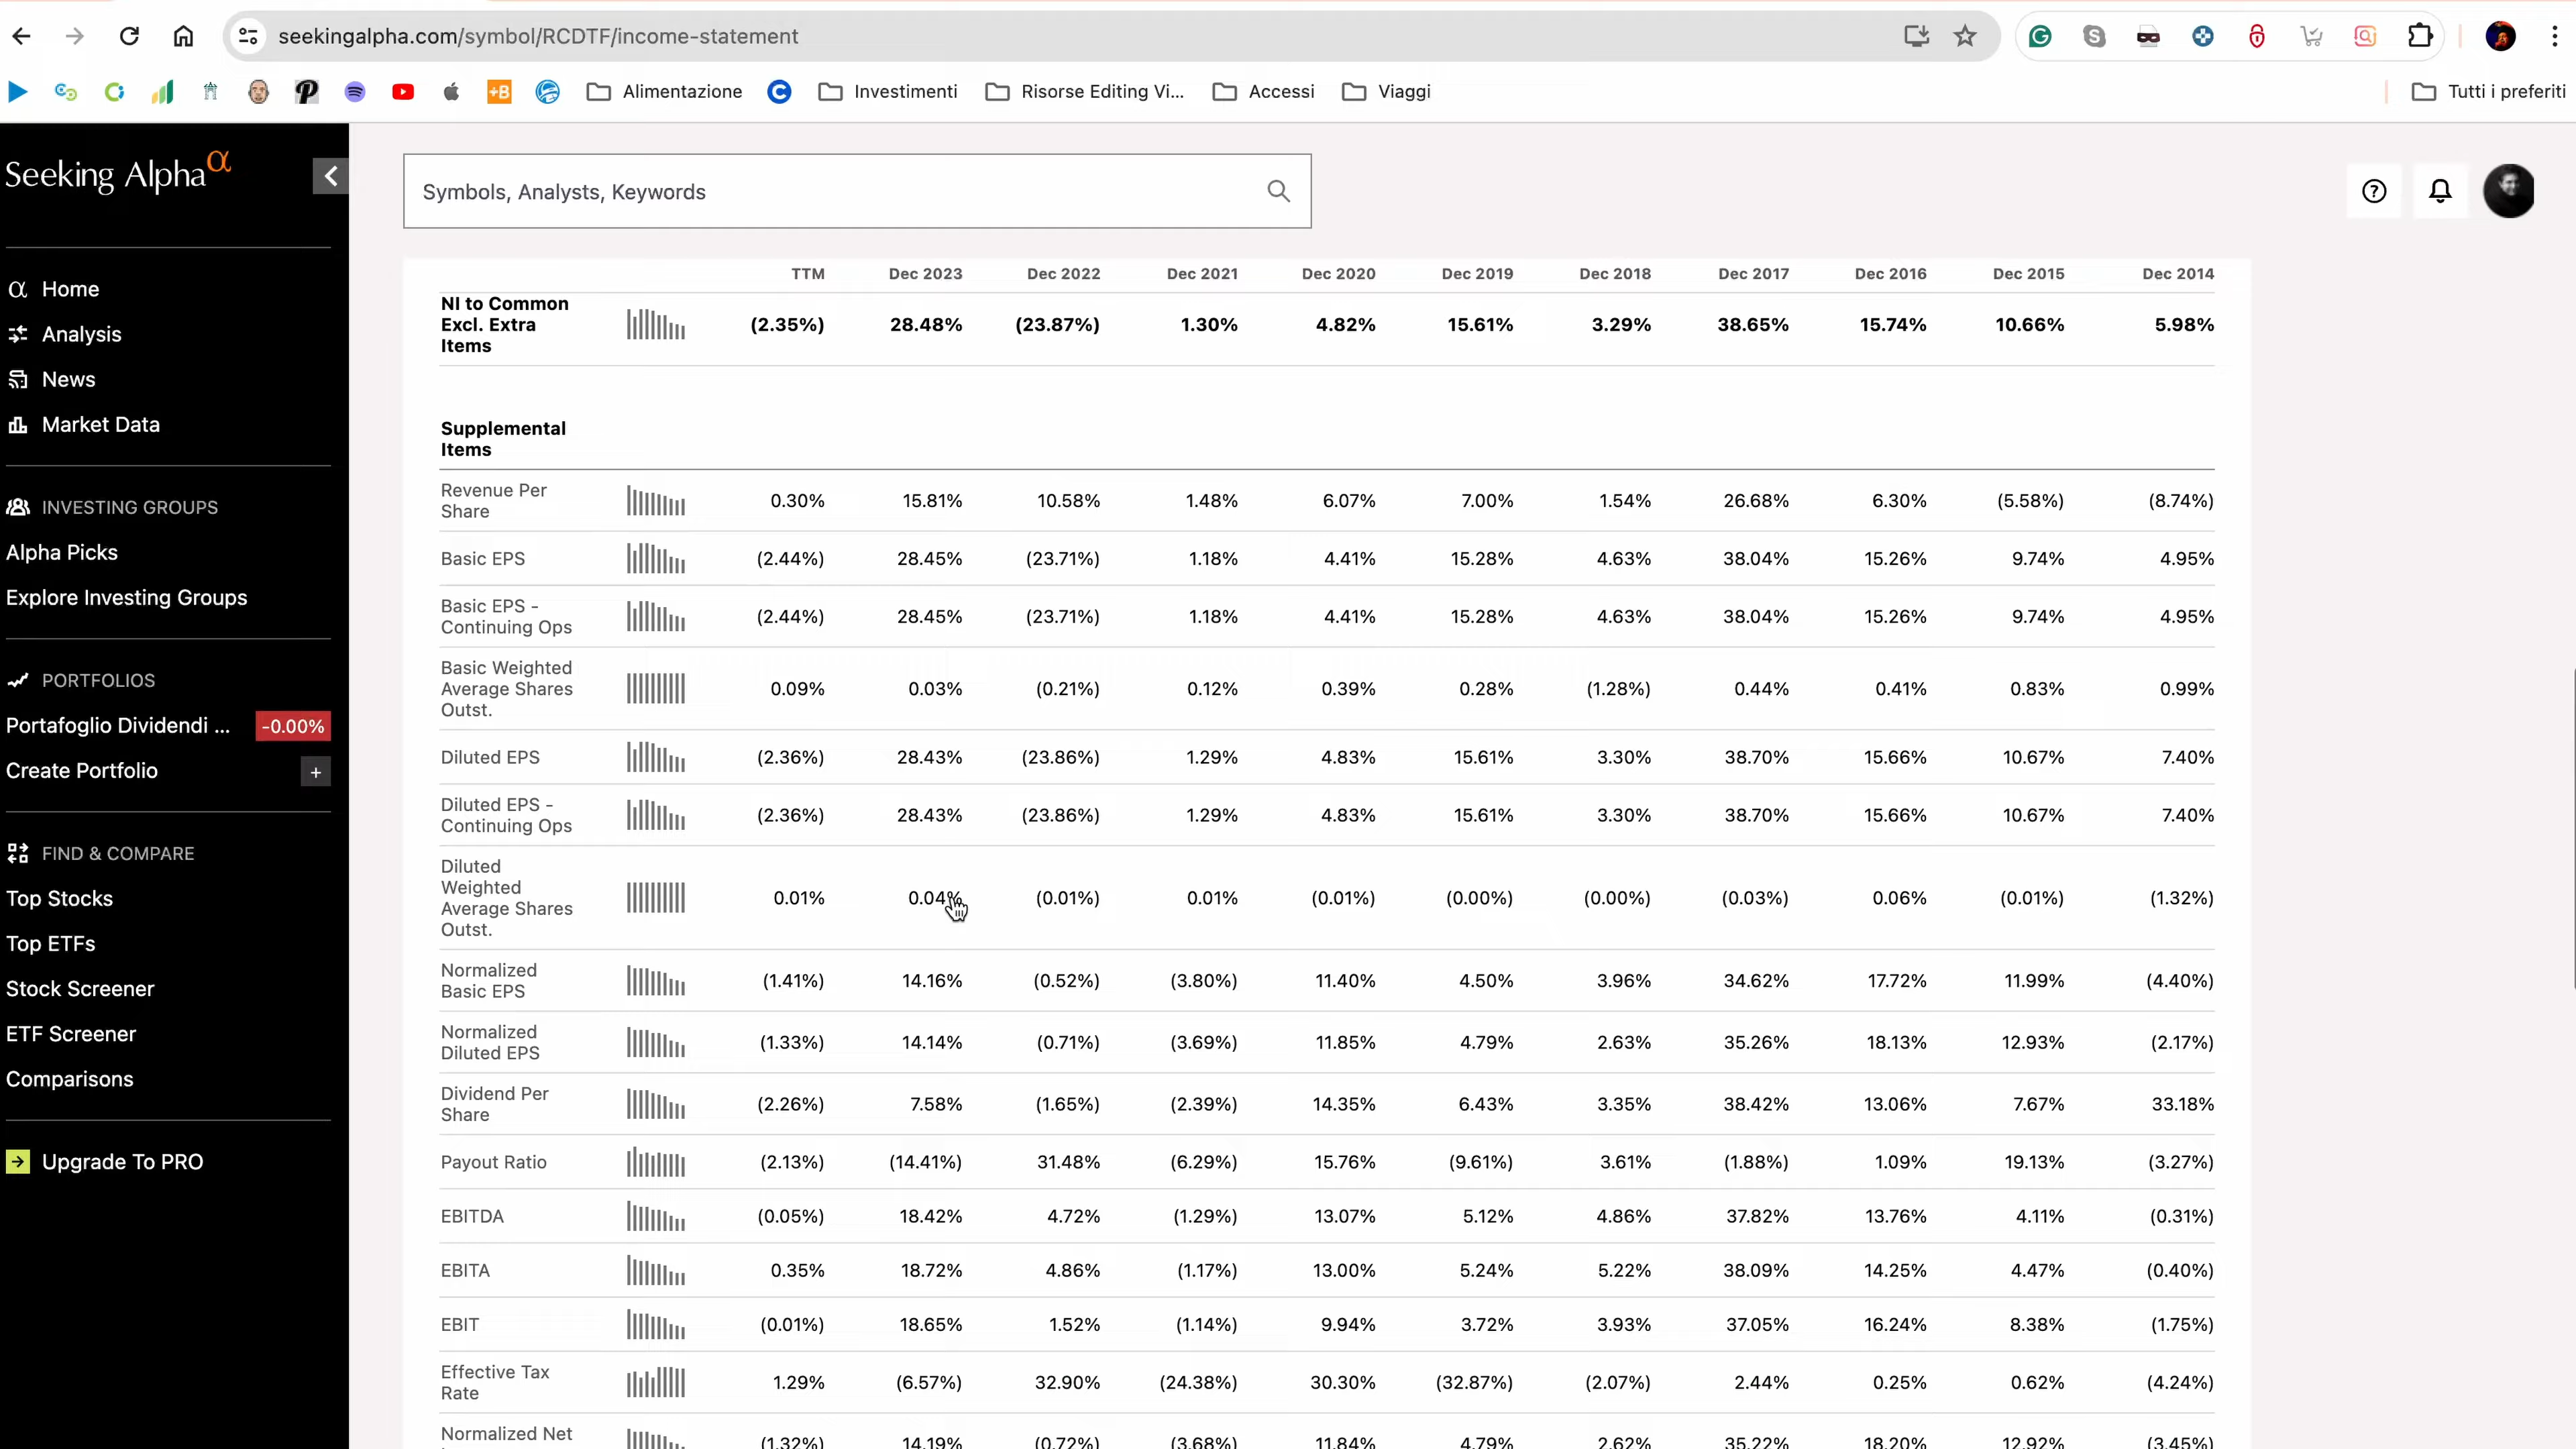 seekingalpha.com/symbol/RCDTF/income-statement
Alimentazione
Investimenti
Risorse Editing Vi...
Accessi
Viaggi
Tutti i preferiti
Seeking Alpha α
Symbols, Analysts, Keywords
Home
Analysis
News
Market Data
INVESTING GROUPS
Alpha Picks
Explore Investing Groups
PORTFOLIOS
Portafoglio Dividendi ... -0.00%
Create Portfolio +
FIND & COMPARE
Top Stocks
Top ETFs
Stock Screener
ETF Screener
Comparisons
Upgrade To PRO
TTM Dec 2023 Dec 2022 Dec 2021 Dec 2020 Dec 2019 Dec 2018 Dec 2017 Dec 2016 Dec 2015 Dec 2014
NI to Common
Excl. Extra
Items
(2.35%) 28.48% (23.87%) 1.30% 4.82% 15.61% 3.29% 38.65% 15.74% 10.66% 5.98%
Supplemental
Items
Revenue Per
Share
0.30% 15.81% 10.58% 1.48% 6.07% 7.00% 1.54% 26.68% 6.30% (5.58%) (8.74%)
Basic EPS (2.44%) 28.45% (23.71%) 1.18% 4.41% 15.28% 4.63% 38.04% 15.26% 9.74% 4.95%
Basic EPS -
Continuing Ops
(2.44%) 28.45% (23.71%) 1.18% 4.41% 15.28% 4.63% 38.04% 15.26% 9.74% 4.95%
Basic Weighted
Average Shares
Outst.
0.09% 0.03% (0.21%) 0.12% 0.39% 0.28% (1.28%) 0.44% 0.41% 0.83% 0.99%
Diluted EPS (2.36%) 28.43% (23.86%) 1.29% 4.83% 15.61% 3.30% 38.70% 15.66% 10.67% 7.40%
Diluted EPS -
Continuing Ops
(2.36%) 28.43% (23.86%) 1.29% 4.83% 15.61% 3.30% 38.70% 15.66% 10.67% 7.40%
Diluted
Weighted
Average Shares
Outst.
0.01% 0.04% (0.01%) 0.01% (0.01%) (0.00%) (0.00%) (0.03%) 0.06% (0.01%) (1.32%)
Normalized
Basic EPS
(1.41%) 14.16% (0.52%) (3.80%) 11.40% 4.50% 3.96% 34.62% 17.72% 11.99% (4.40%)
Normalized
Diluted EPS
(1.33%) 14.14% (0.71%) (3.69%) 11.85% 4.79% 2.63% 35.26% 18.13% 12.93% (2.17%)
Dividend Per
Share
(2.26%) 7.58% (1.65%) (2.39%) 14.35% 6.43% 3.35% 38.42% 13.06% 7.67% 33.18%
Payout Ratio (2.13%) (14.41%) 31.48% (6.29%) 15.76% (9.61%) 3.61% (1.88%) 1.09% 19.13% (3.27%)
EBITDA (0.05%) 18.42% 4.72% (1.29%) 13.07% 5.12% 4.86% 37.82% 13.76% 4.11% (0.31%)
EBITA 0.35% 18.72% 4.86% (1.17%) 13.00% 5.24% 5.22% 38.09% 14.25% 4.47% (0.40%)
EBIT (0.01%) 18.65% 1.52% (1.14%) 9.94% 3.72% 3.93% 37.05% 16.24% 8.38% (1.75%)
Effective Tax
Rate
1.29% (6.57%) 32.90% (24.38%) 30.30% (32.87%) (2.07%) 2.44% 0.25% 0.62% (4.24%)
Normalized Net
(1.32%) 14.19% (0.72%) (3.68%) 11.84% 4.79% 2.62% 35.22% 18.20% 12.92% (3.45%)